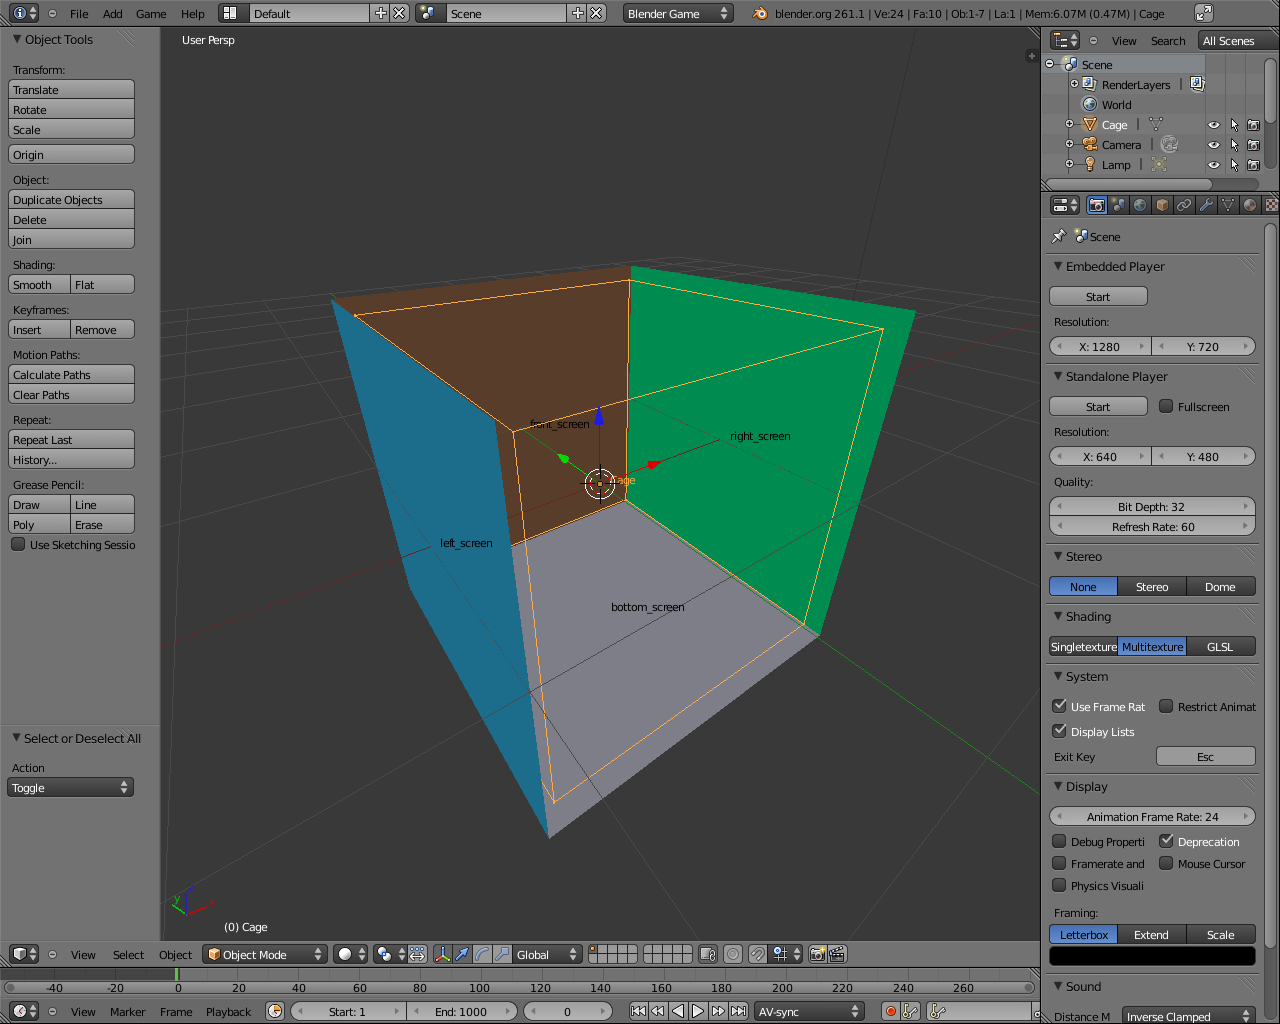 File Add Game Help Default Scene Blender Game blender.org 261.1 | Ve:24 | Fa:10 | Ob:1-7 | La:1 | Mem:6.07M (0.47M) | Cage
Object Tools
Transform:
Translate
Rotate
Scale
Origin
Object:
Duplicate Objects
Delete
Join
Shading:
Smooth Flat
Keyframes:
Insert Remove
Motion Paths:
Calculate Paths
Clear Paths
Repeat:
Repeat Last
History...
Grease Pencil:
Draw Line
Poly Erase
Use Sketching Sessio
Select or Deselect All
Action
Toggle
User Persp
front_screen
right_screen
Cage
left_screen
bottom_screen
y x
(0) Cage
View Search All Scenes
Scene
RenderLayers |
World
Cage |
Camera |
Lamp |
Scene
Embedded Player
Start
Resolution:
X: 1280 Y: 720
Standalone Player
Start Fullscreen
Resolution:
X: 640 Y: 480
Quality:
Bit Depth: 32
Refresh Rate: 60
Stereo
None Stereo Dome
Shading
Singletexture Multitexture GLSL
System
Use Frame Rat Restrict Animat
Display Lists
Exit Key Esc
Display
Animation Frame Rate: 24
Debug Properti Deprecation
Framerate and Mouse Cursor
Physics Visuali
Framing:
Letterbox Extend Scale
Sound
Distance M Inverse Clamped
View Select Object Object Mode Global
-40 -20 0 20 40 60 80 100 120 140 160 180 200 220 240 260
View Marker Frame Playback Start: 1 End: 1000 0 AV-sync